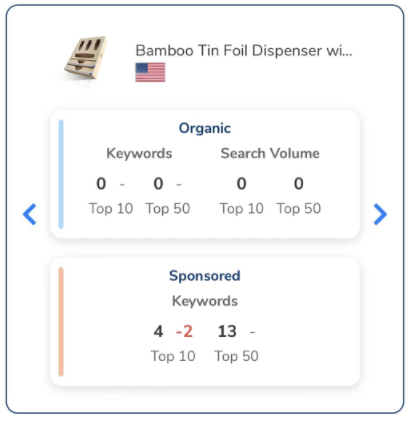 Bamboo Tin Foil Dispenser wi...
Organic
Keywords Search Volume
0 - 0 - 0 0
Top 10 Top 50 Top 10 Top 50
Sponsored
Keywords
4 -2 13 -
Top 10 Top 50